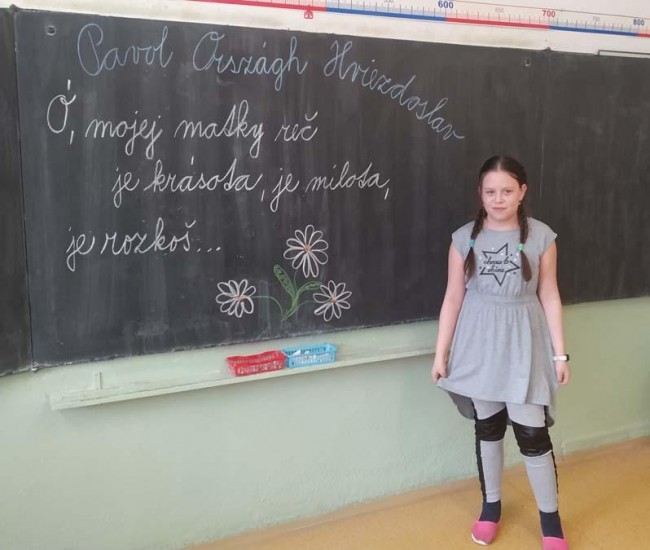 600
700
800
Pavol Országh Hviezdoslav
Ó, mojej matky reč
je krásota, je milota,
je rozkoš...